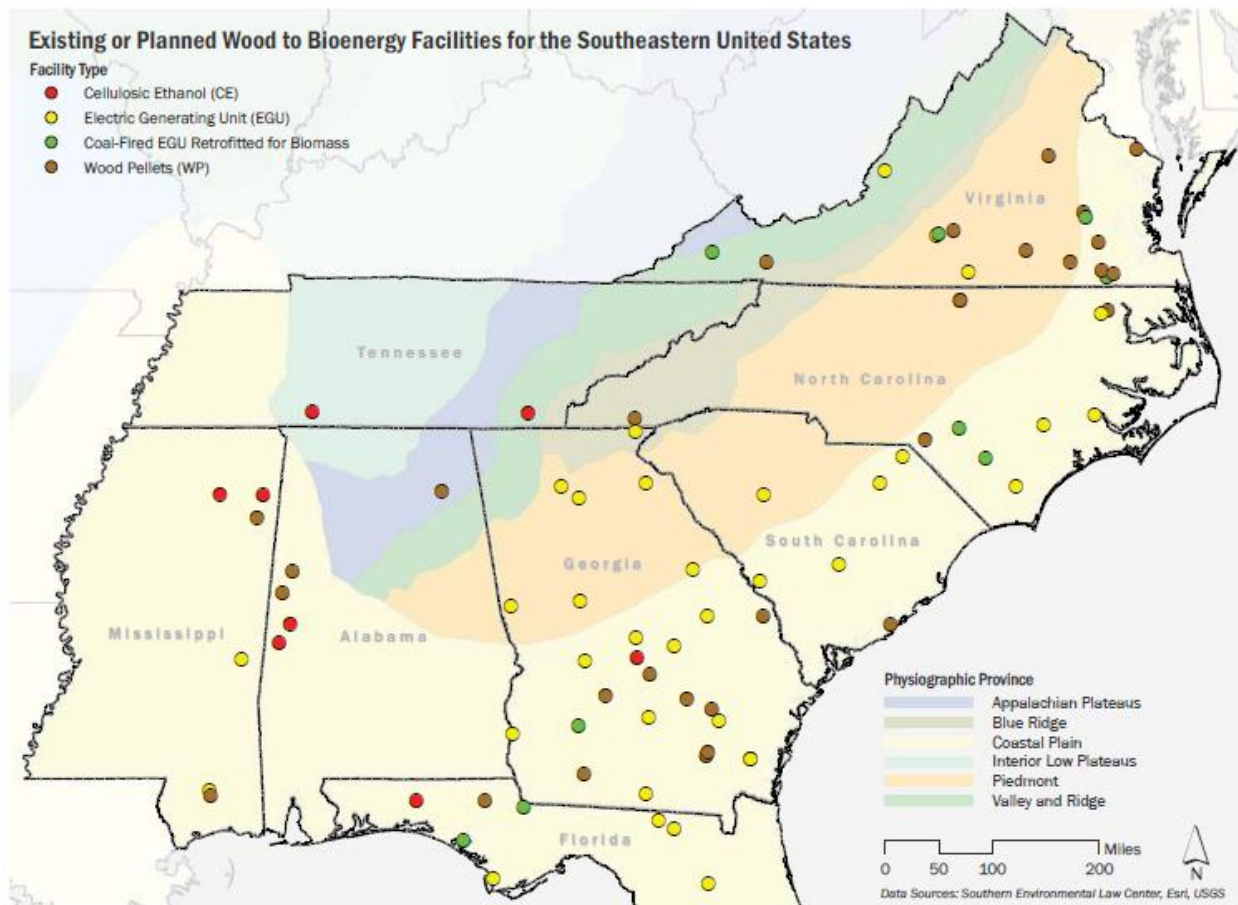 Existing or Planned Wood to Bioenergy Facilities for the Southeastern United States
Facility Type
Cellulosic Ethanol (CE)
Electric Generating Unit (EGU)
Coal-Fired EGU Retrofitted for Biomass
Wood Pellets (WP)
Virginia
Tennessee
North Carolina
South Carolina
Georgia
Mississippi
Alabama
Florida
Physiographic Province
Appalachian Plateaus
Blue Ridge
Coastal Plain
Interior Low Plateaus
Piedmont
Valley and Ridge
Miles
0 50 100 200
N
Data Sources: Southern Environmental Law Center, Esri, USGS